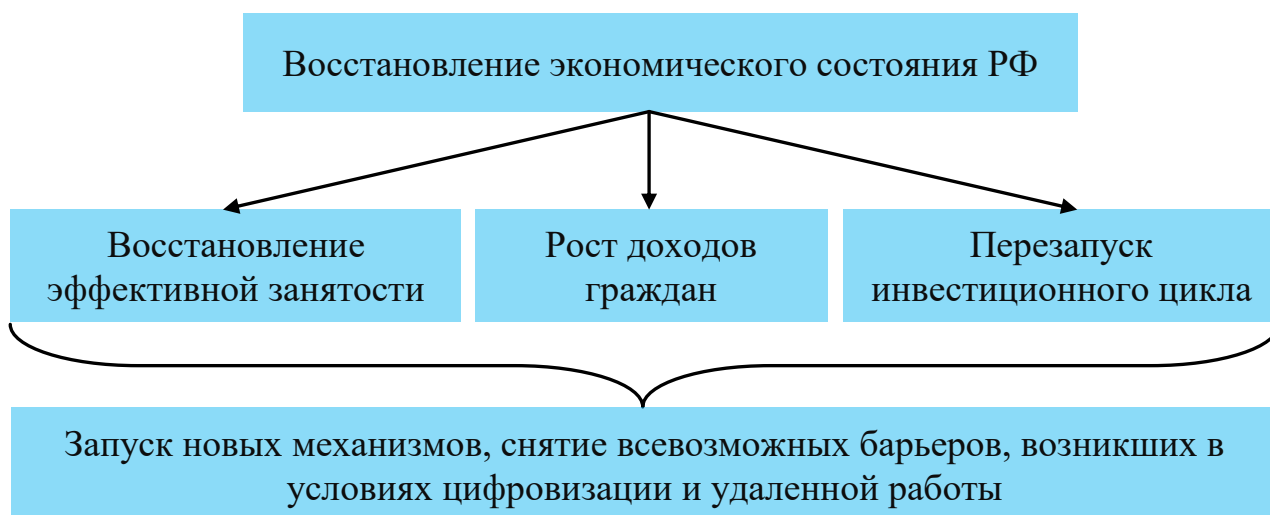 Восстановление экономического состояния РФ
Восстановление
эффективной занятости
Рост доходов
граждан
Перезапуск
инвестиционного цикла
Запуск новых механизмов, снятие всевозможных барьеров, возникших в
условиях цифровизации и удаленной работы